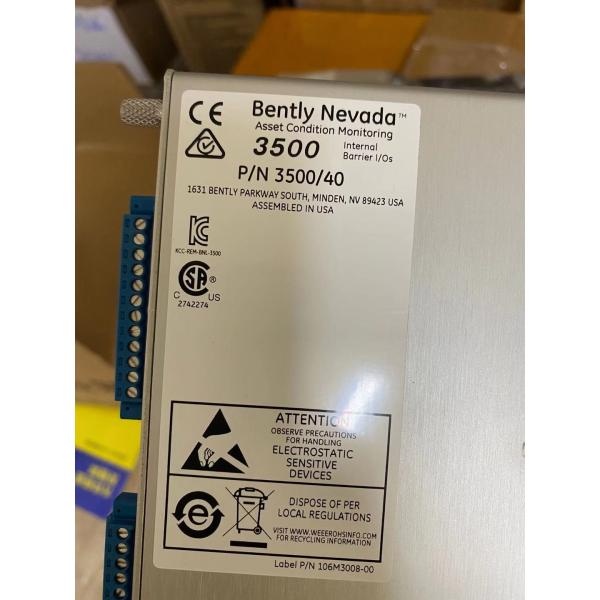 CE
Bently Nevada™
Asset Condition Monitoring
3500 Internal
Barrier I/Os
P/N 3500/40
1631 BENTLY PARKWAY SOUTH, MINDEN, NV 89423 USA
ASSEMBLED IN USA
KCC-REM-BNL-3500
CSA®
C US
2742274
ATTENTION
OBSERVE PRECAUTIONS
FOR HANDLING
ELECTROSTATIC
SENSITIVE
DEVICES
DISPOSE OF PER
LOCAL REGULATIONS
VISIT WWW.WEEEROHSINFO.COM
FOR RECYCLING INFORMATION
Label P/N 106M3008-00